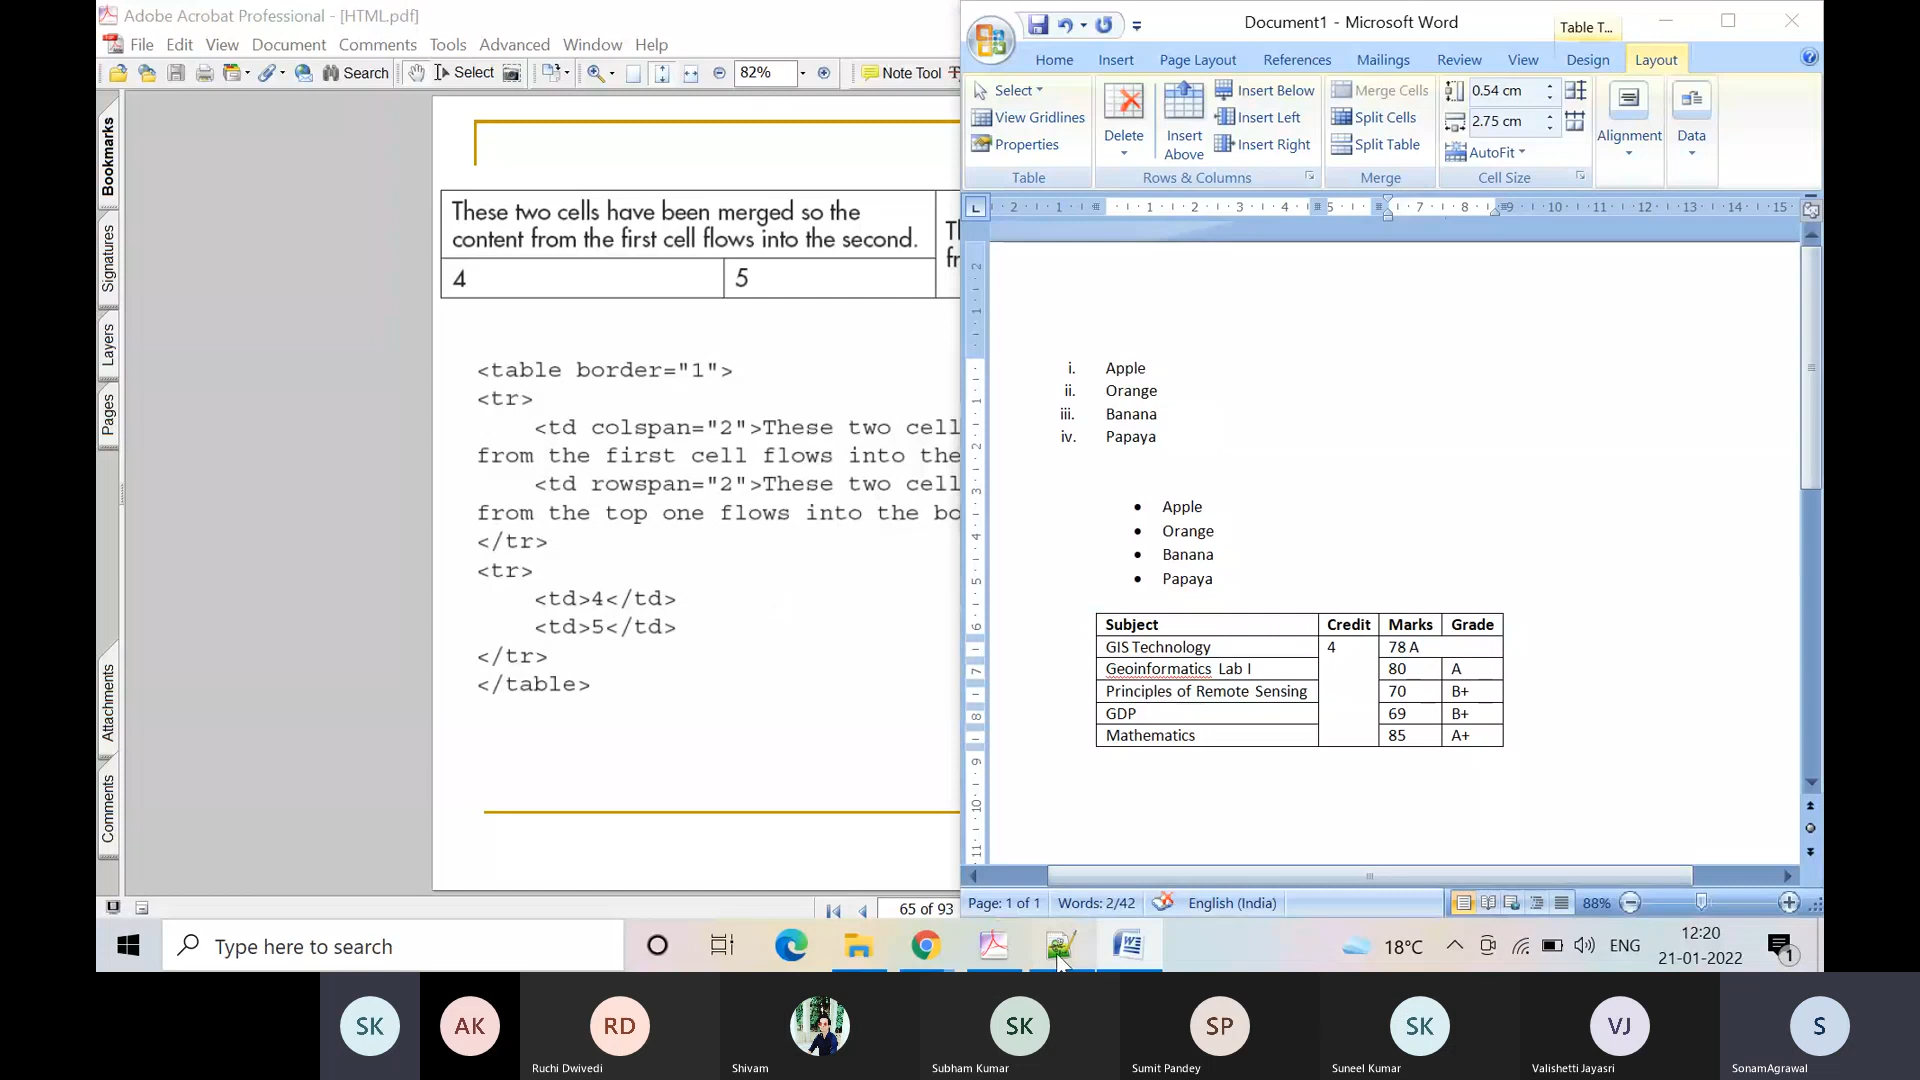 Adobe Acrobat Professional - [HTML.pdf]
File Edit View Document Comments Tools Advanced Window Help
Search Select 82% Note Tool
Bookmarks
Signatures
Layers
Pages
Attachments
Comments
These two cells have been merged so the
content from the first cell flows into the second.
4 5
<table border="1">
<tr>
<td colspan="2">These two cell
from the first cell flows into the
<td rowspan="2">These two cell
from the top one flows into the bo
</tr>
<tr>
<td>4</td>
<td>5</td>
</tr>
</table>
65 of 93
Document1 - Microsoft Word
Table T...
Home Insert Page Layout References Mailings Review View Design Layout
Select
View Gridlines
Properties
Table
Delete
Insert
Above
Insert Below
Insert Left
Insert Right
Rows & Columns
Merge Cells
Split Cells
Split Table
Merge
0.54 cm
2.75 cm
AutoFit
Cell Size
Alignment
Data
i. Apple
ii. Orange
iii. Banana
iv. Papaya
• Apple
• Orange
• Banana
• Papaya
Subject Credit Marks Grade
GIS Technology 4 78 A
Geoinformatics Lab I 80 A
Principles of Remote Sensing 70 B+
GDP 69 B+
Mathematics 85 A+
Page: 1 of 1 Words: 2/42 English (India) 88%
Type here to search
18°C ENG
12:20
21-01-2022
1
SK
AK
RD
Ruchi Dwivedi
Shivam
SK
Subham Kumar
SP
Sumit Pandey
SK
Suneel Kumar
VJ
Valishetti Jayasri
S
SonamAgrawal